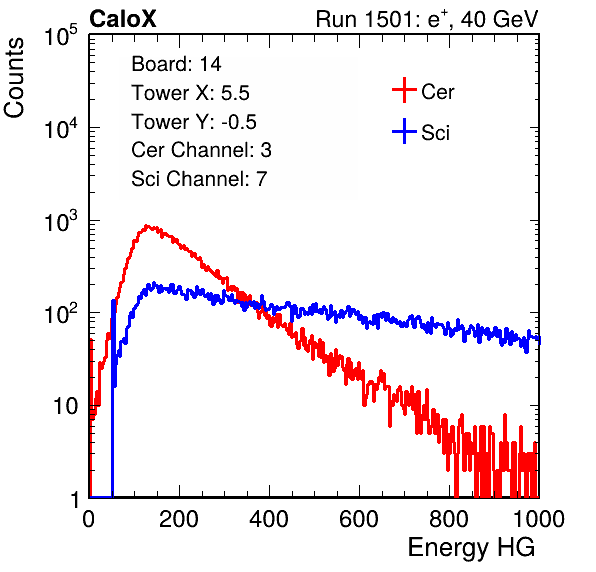 CaloX Run 1501: e⁺, 40 GeV
Counts
Board: 14
Tower X: 5.5
Tower Y: -0.5
Cer Channel: 3
Sci Channel: 7
Cer
Sci
10⁵
10⁴
10³
10²
10
1
0 200 400 600 800 1000
Energy HG